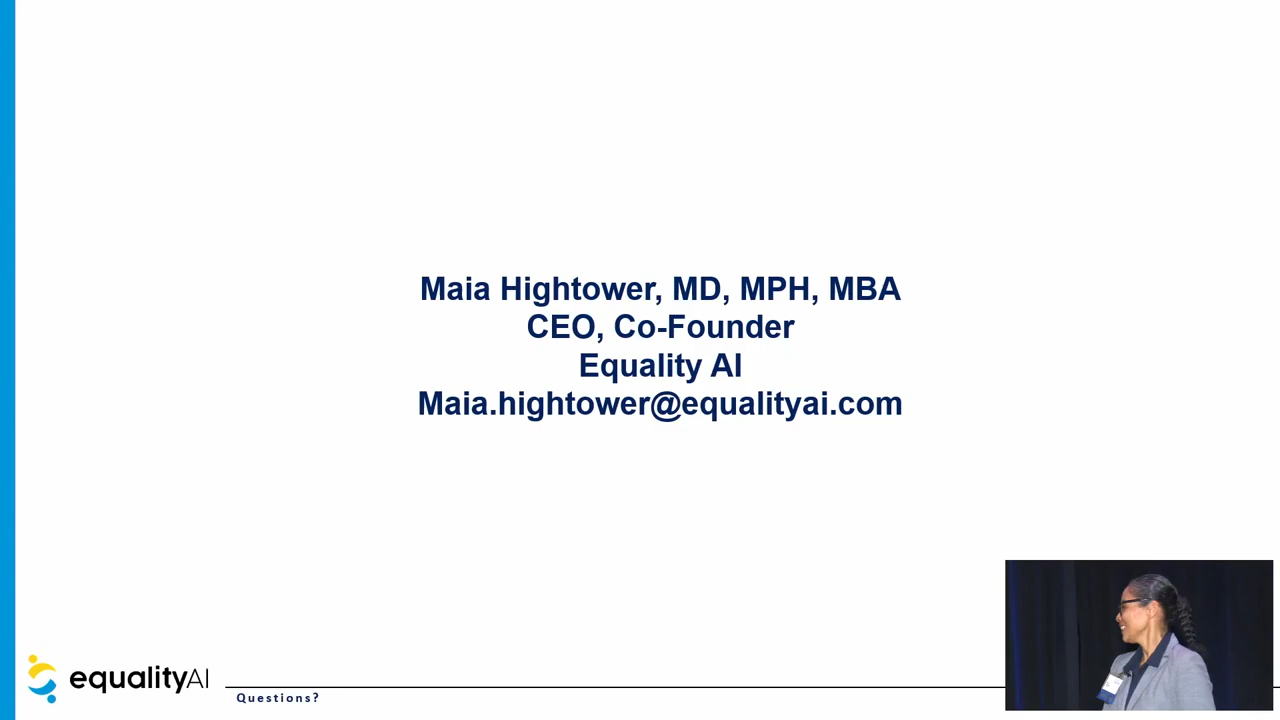 Maia Hightower, MD, MPH, MBA
CEO, Co-Founder
Equality AI
Maia.hightower@equalityai.com
equalityAI
Questions?